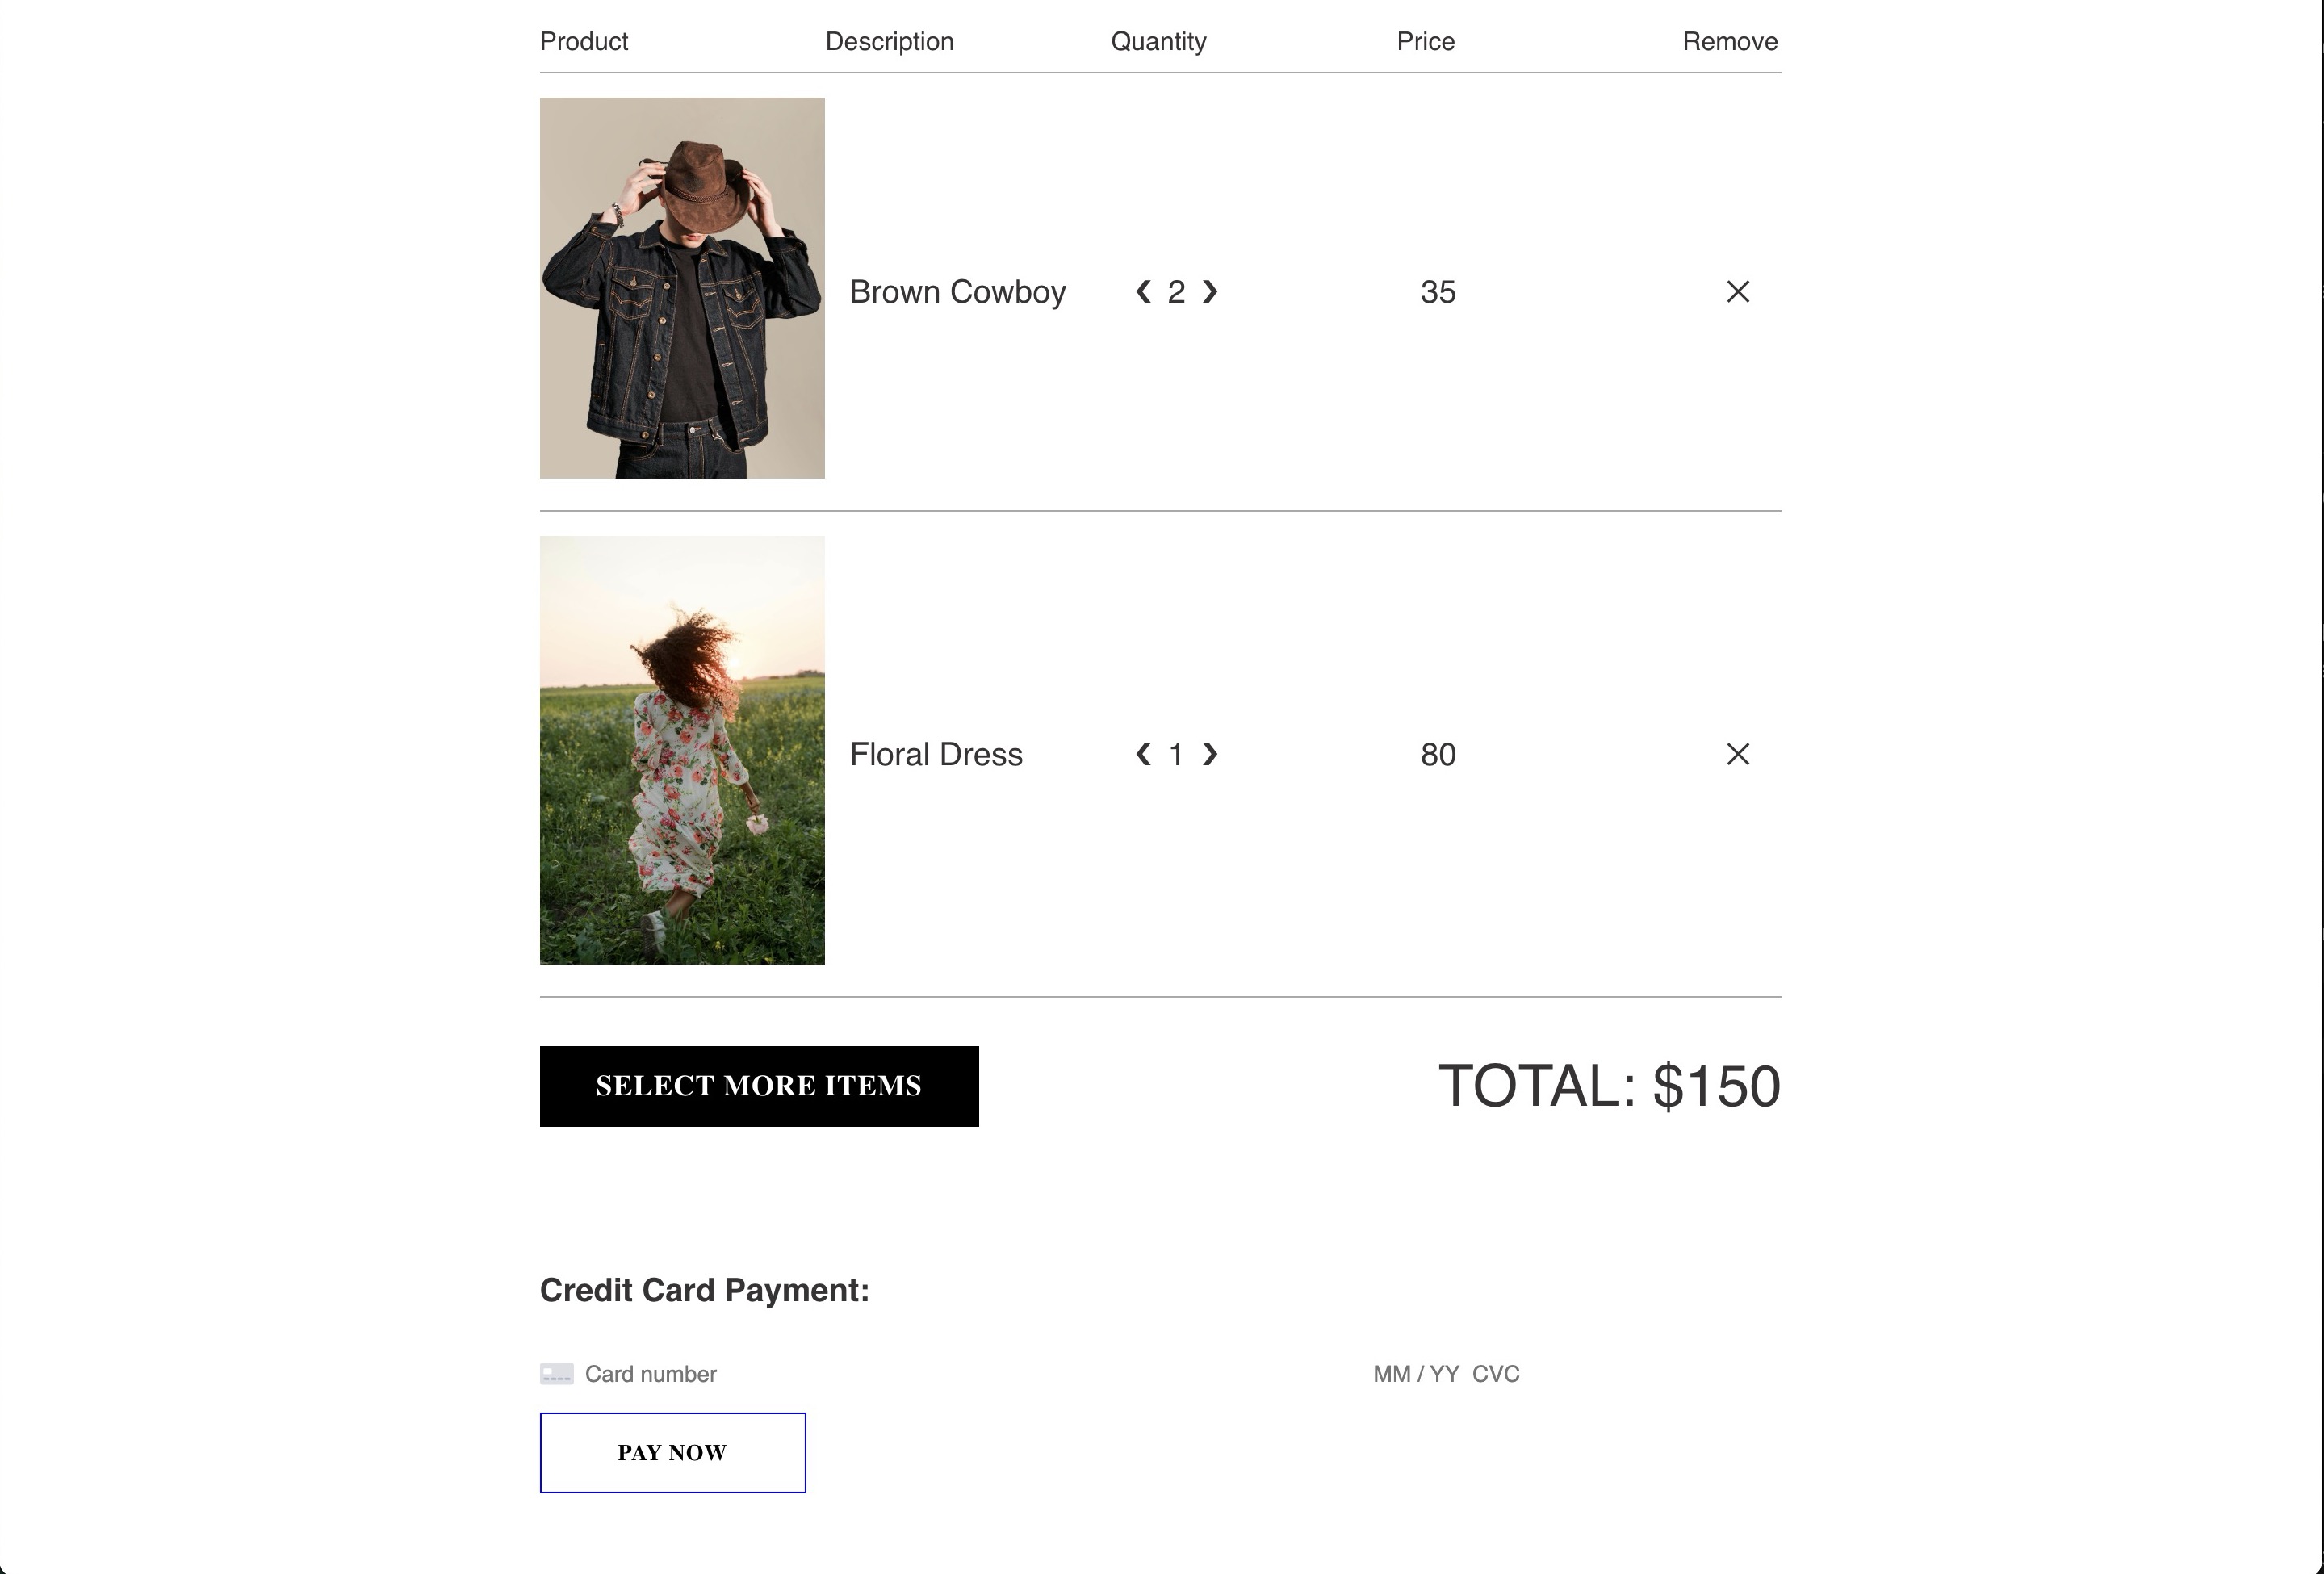 Product Description Quantity Price Remove
Brown Cowboy ❮ 2 ❯ 35 ✕
Floral Dress ❮ 1 ❯ 80 ✕
SELECT MORE ITEMS TOTAL: $150
Credit Card Payment:
Card number MM / YY CVC
PAY NOW